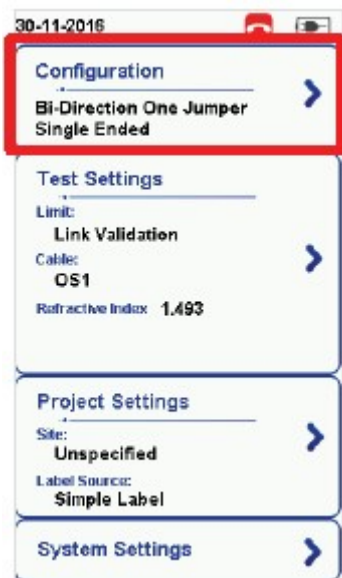 30-11-2016
Configuration
Bi-Direction One Jumper
Single Ended
Test Settings
Limit:
Link Validation
Cable:
OS1
Refractive Index 1.493
Project Settings
Site:
Unspecified
Label Source:
Simple Label
System Settings